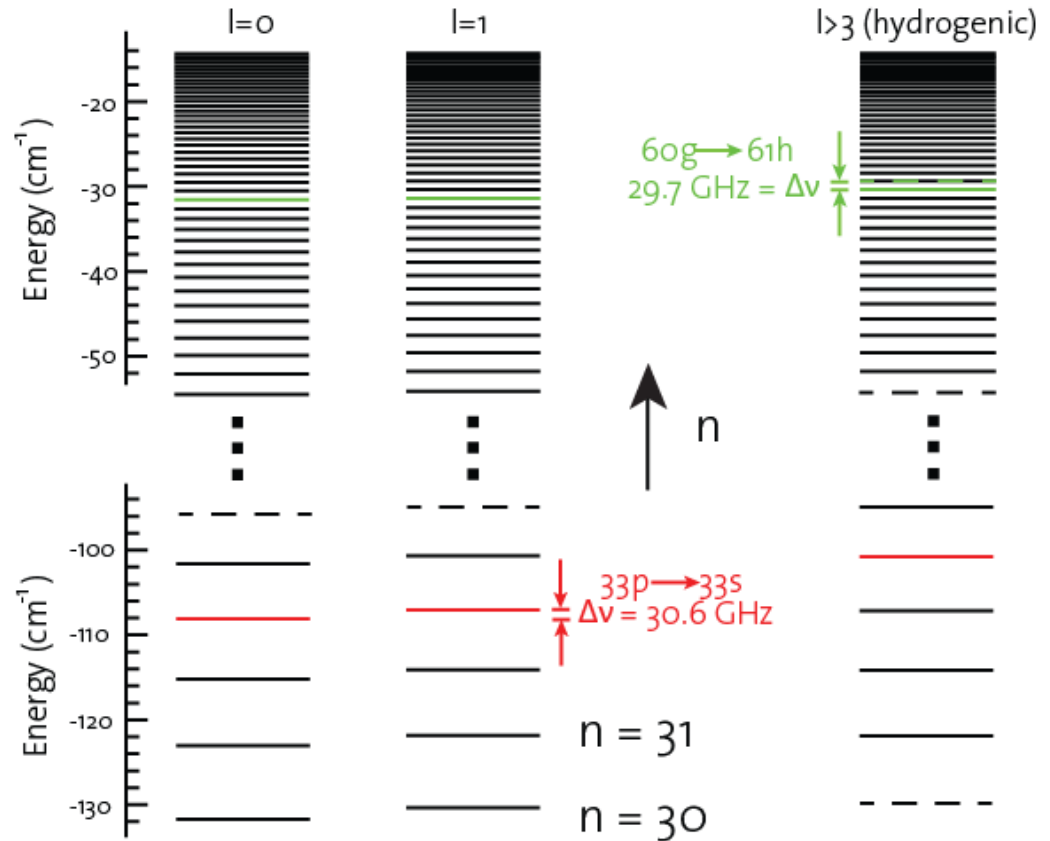 l=0
l=1
l>3 (hydrogenic)
Energy (cm⁻¹)
-20
-30
-40
-50
60g→61h
29.7 GHz = Δν
n
Energy (cm⁻¹)
-100
-110
-120
-130
33p→33s
Δν = 30.6 GHz
n = 31
n = 30